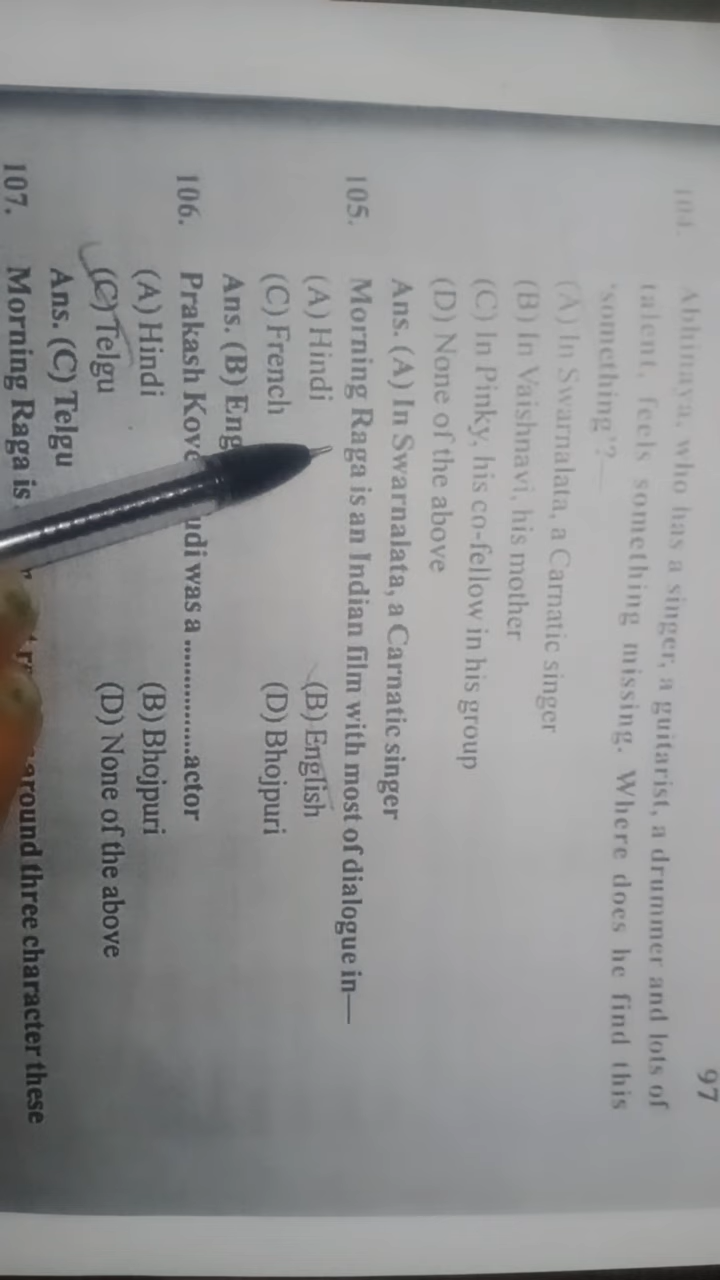 97
104. Abhinaya, who has a singer, a guitarist, a drummer and lots of
talent, feels something missing. Where does he find this
'something'?—
(A) In Swarnalata, a Carnatic singer
(B) In Vaishnavi, his mother
(C) In Pinky, his co-fellow in his group
(D) None of the above
Ans. (A) In Swarnalata, a Carnatic singer
105. Morning Raga is an Indian film with most of dialogue in—
(A) Hindi (B) English
(C) French (D) Bhojpuri
Ans. (B) Eng
106. Prakash Kov udi was a ................actor
(A) Hindi (B) Bhojpuri
(C) Telgu (D) None of the above
Ans. (C) Telgu
107. Morning Raga is around three character these